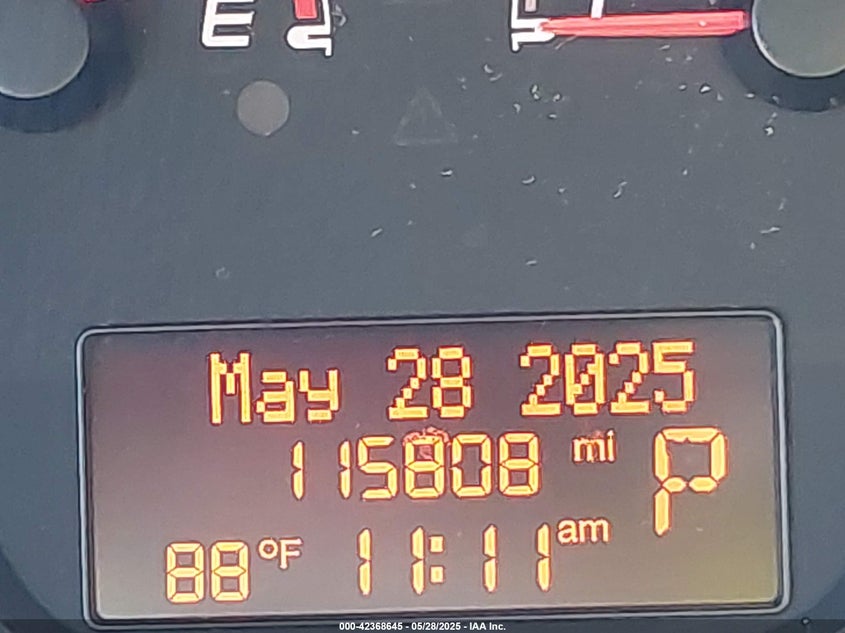 E
May 28 2025
115808 mi P
88°F 11:11 am
000-42368645 - 05/28/2025 - IAA Inc.